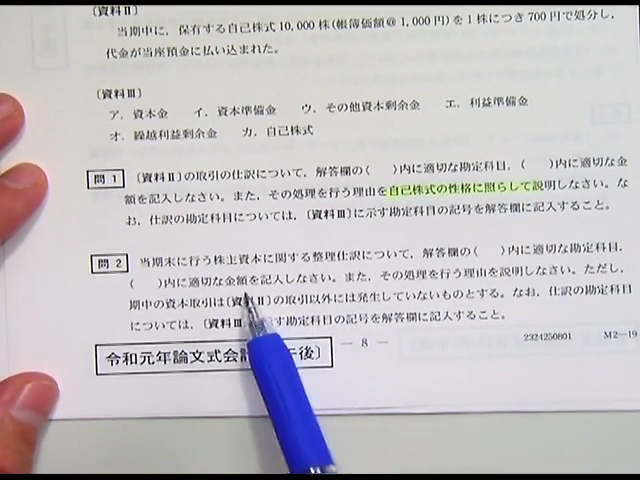 〔資料Ⅱ〕
当期中に，保有する自己株式10,000株（帳簿価額@1,000円）を1株につき700円で処分し，
代金が当座預金に払い込まれた。
〔資料Ⅲ〕
ア．資本金　イ．資本準備金　ウ．その他資本剰余金　エ．利益準備金
オ．繰越利益剰余金　カ．自己株式
問1　〔資料Ⅱ〕の取引の仕訳について，解答欄の（　）内に適切な勘定科目，（　）内に適切な金
額を記入しなさい。また，その処理を行う理由を自己株式の性格に照らして説明しなさい。な
お，仕訳の勘定科目については，〔資料Ⅲ〕に示す勘定科目の記号を解答欄に記入すること。
問2　当期末に行う株主資本に関する整理仕訳について，解答欄の（　）内に適切な勘定科目，
（　）内に適切な金額を記入しなさい。また，その処理を行う理由を説明しなさい。ただし，
期中の資本取引は〔資料Ⅱ〕の取引以外には発生していないものとする。なお，仕訳の勘定科目
については，〔資料Ⅲ 示す勘定科目の記号を解答欄に記入すること。
令和元年論文式会 午後〕
— 8 —
2324250801　M2—19